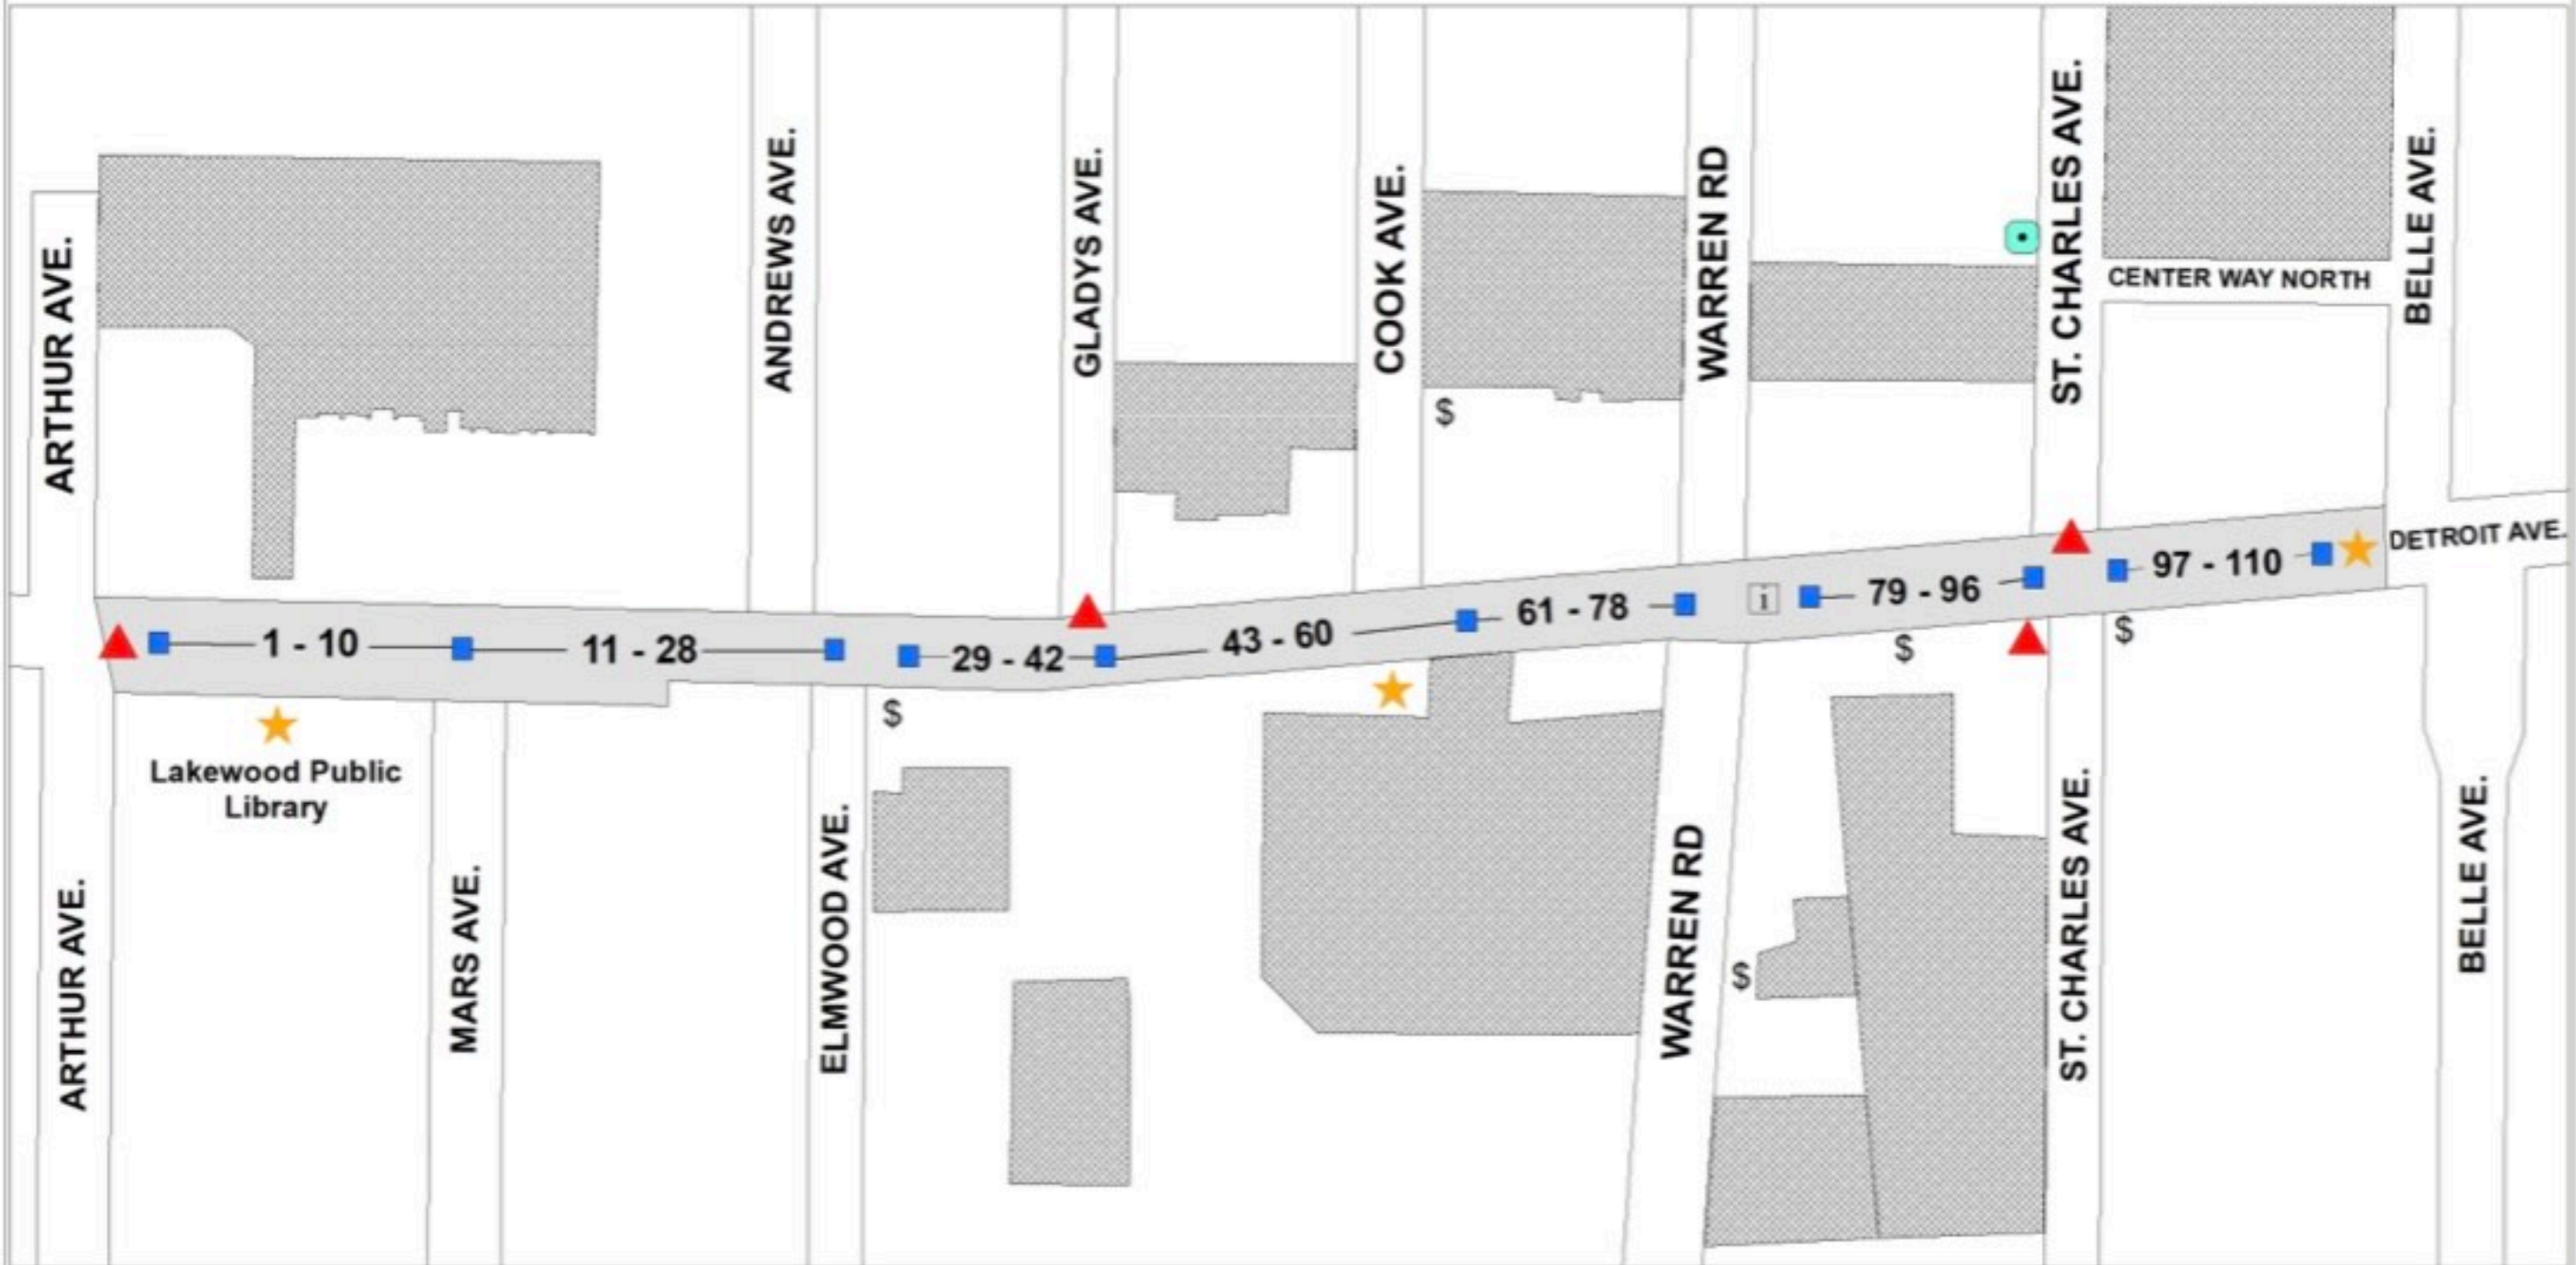 ARTHUR AVE.
ANDREWS AVE.
GLADYS AVE.
COOK AVE.
WARREN RD
ST. CHARLES AVE.
BELLE AVE.
CENTER WAY NORTH
$
DETROIT AVE.
1 - 10
11 - 28
29 - 42
43 - 60
61 - 78
i
79 - 96
97 - 110
$
$
$
Lakewood Public
Library
ARTHUR AVE.
MARS AVE.
ELMWOOD AVE.
WARREN RD
$
ST. CHARLES AVE.
BELLE AVE.